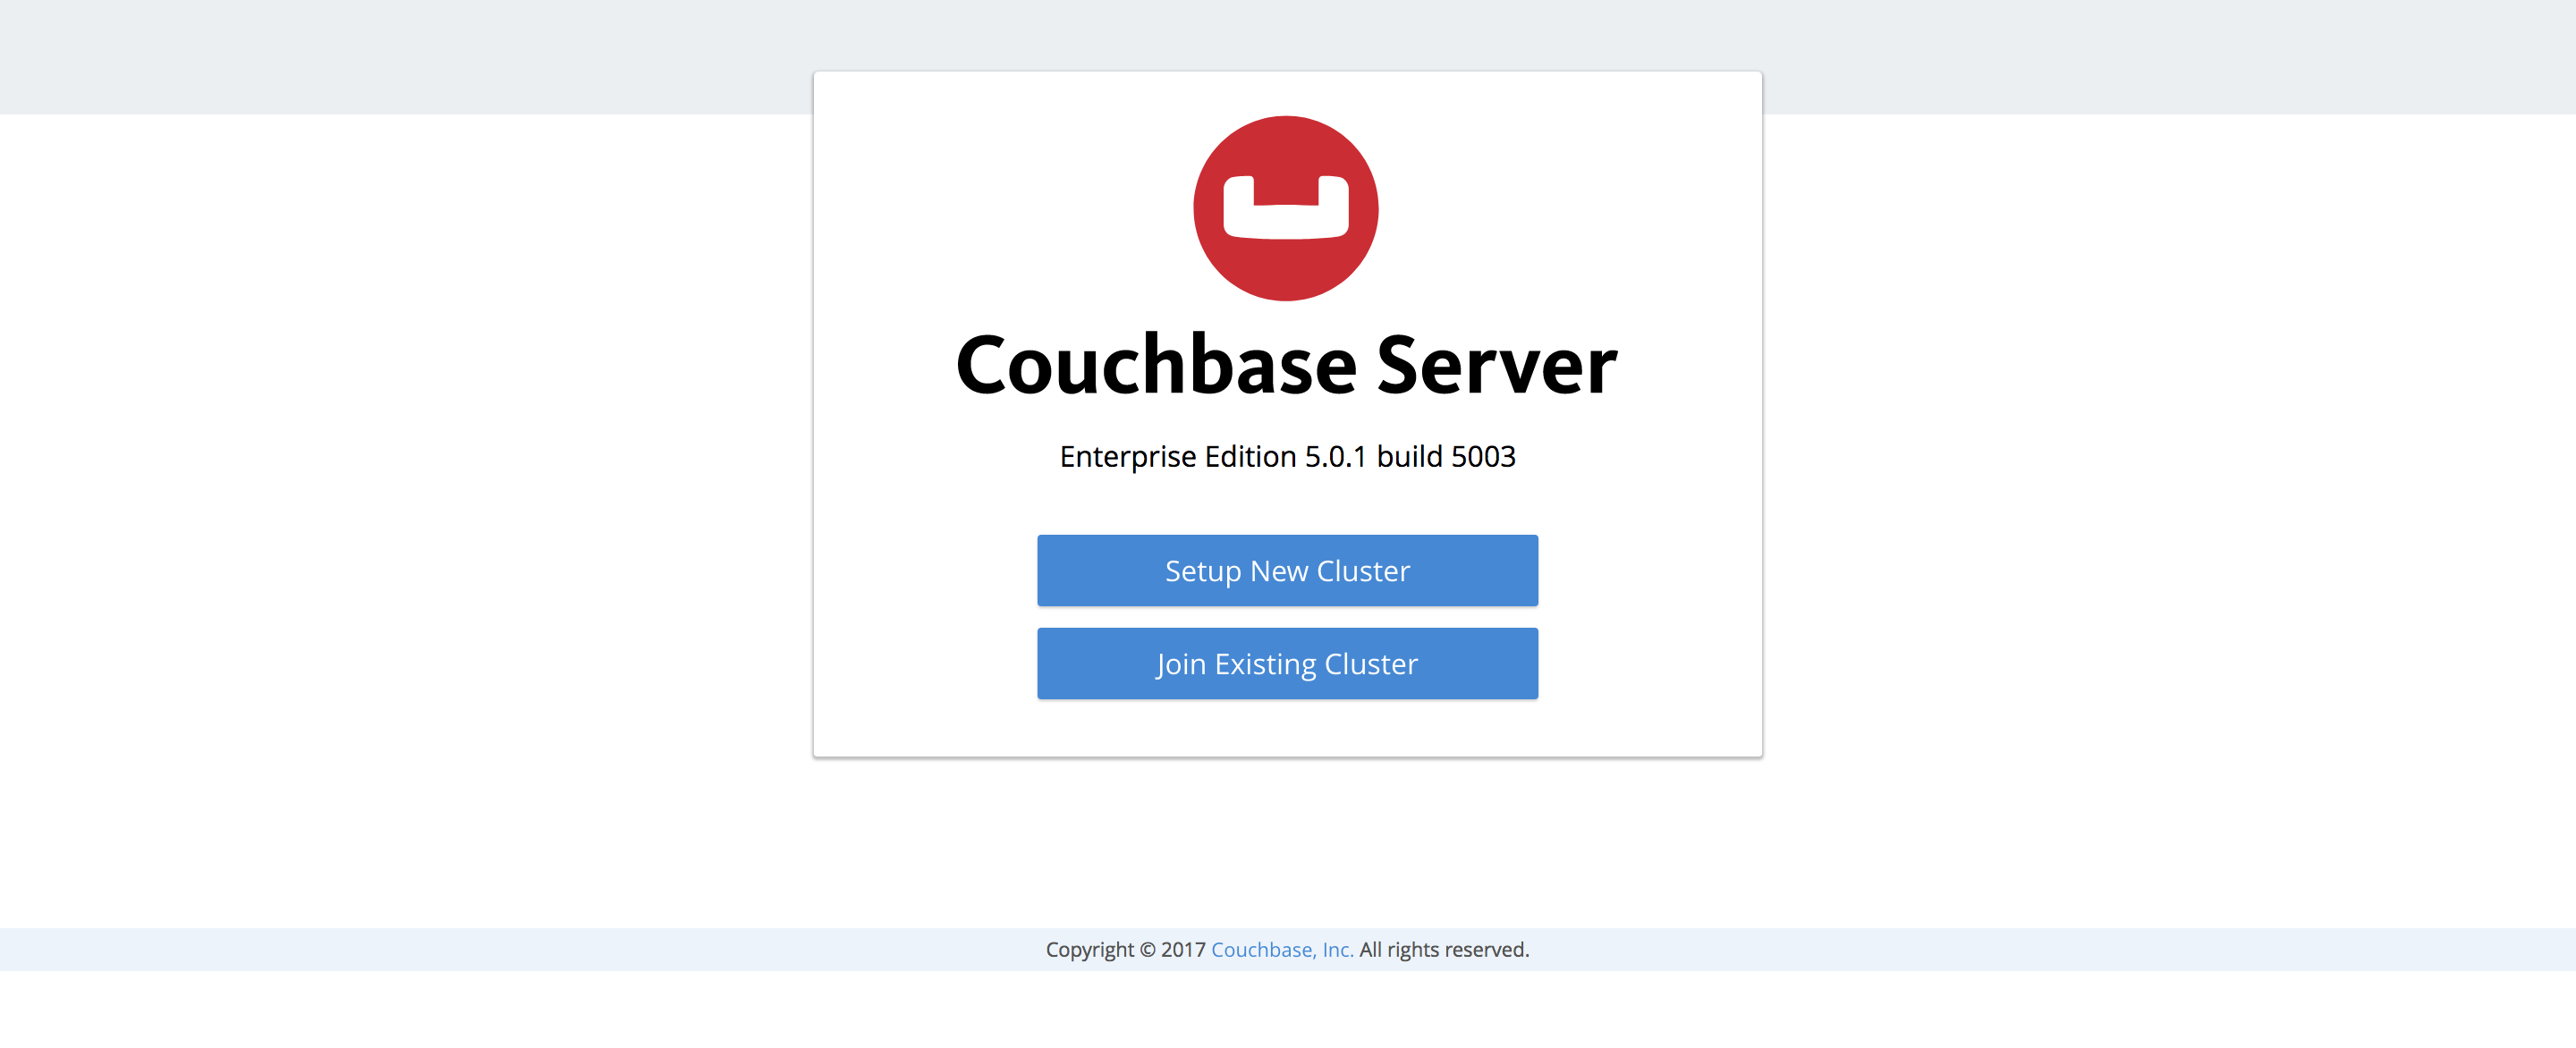 Couchbase Server
Enterprise Edition 5.0.1 build 5003
Setup New Cluster
Join Existing Cluster
Copyright © 2017 Couchbase, Inc. All rights reserved.